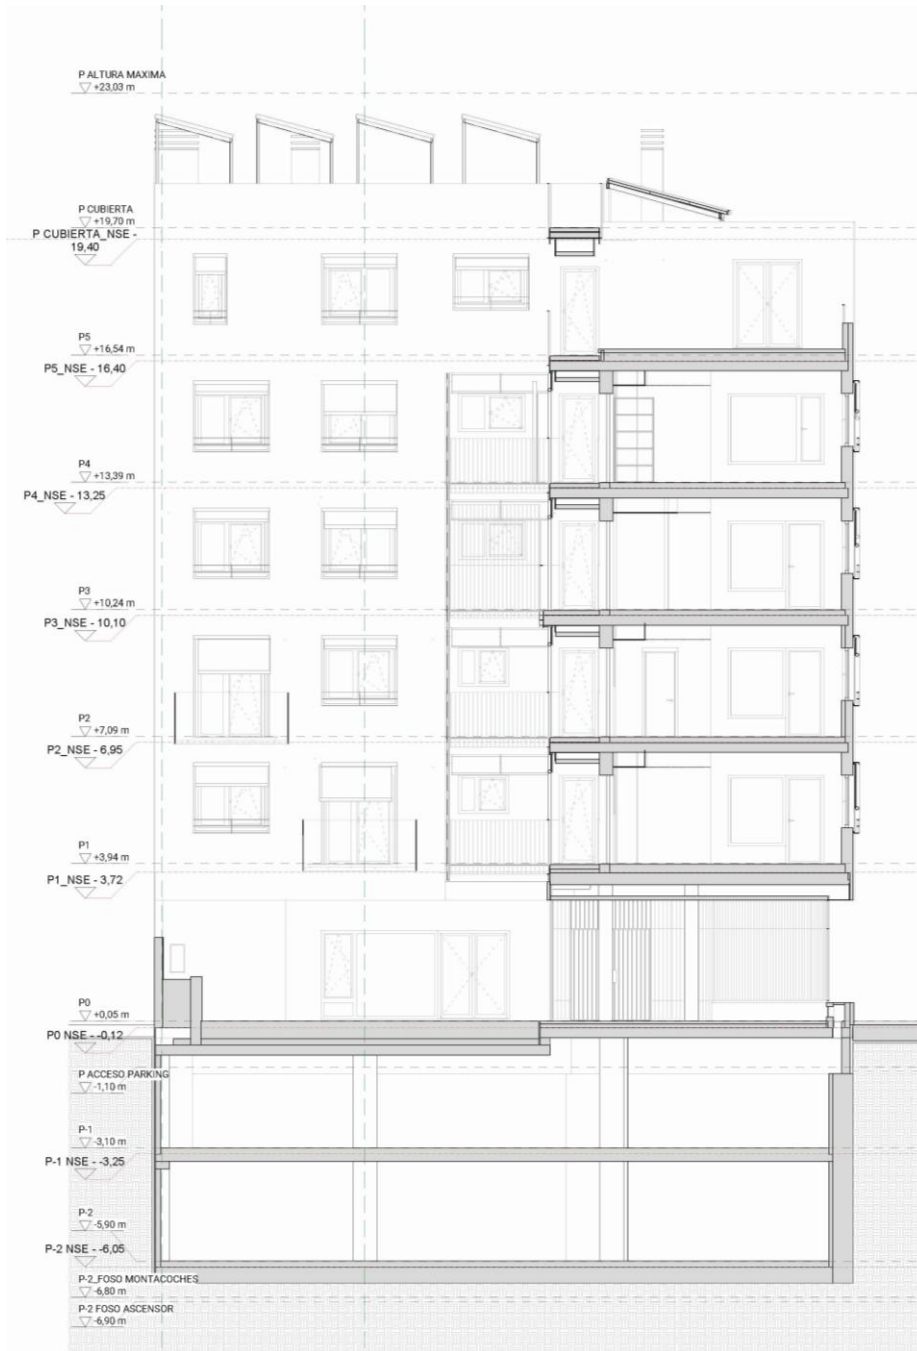 P ALTURA MAXIMA
+23,03 m
P CUBIERTA
+19,70 m
P CUBIERTA_NSE -
19,40
P5
+16,54 m
P5_NSE - 16,40
P4
+13,39 m
P4_NSE - 13,25
P3
+10,24 m
P3_NSE - 10,10
P2
+7,09 m
P2_NSE - 6,95
P1
+3,94 m
P1_NSE - 3,72
P0
+0,05 m
P0 NSE - -0,12
P ACCESO PARKING
-1,10 m
P-1
-3,10 m
P-1 NSE - -3,25
P-2
-5,90 m
P-2 NSE - -6,05
P-2_FOSO MONTACOCHES
-6,80 m
P-2 FOSO ASCENSOR
-6,90 m